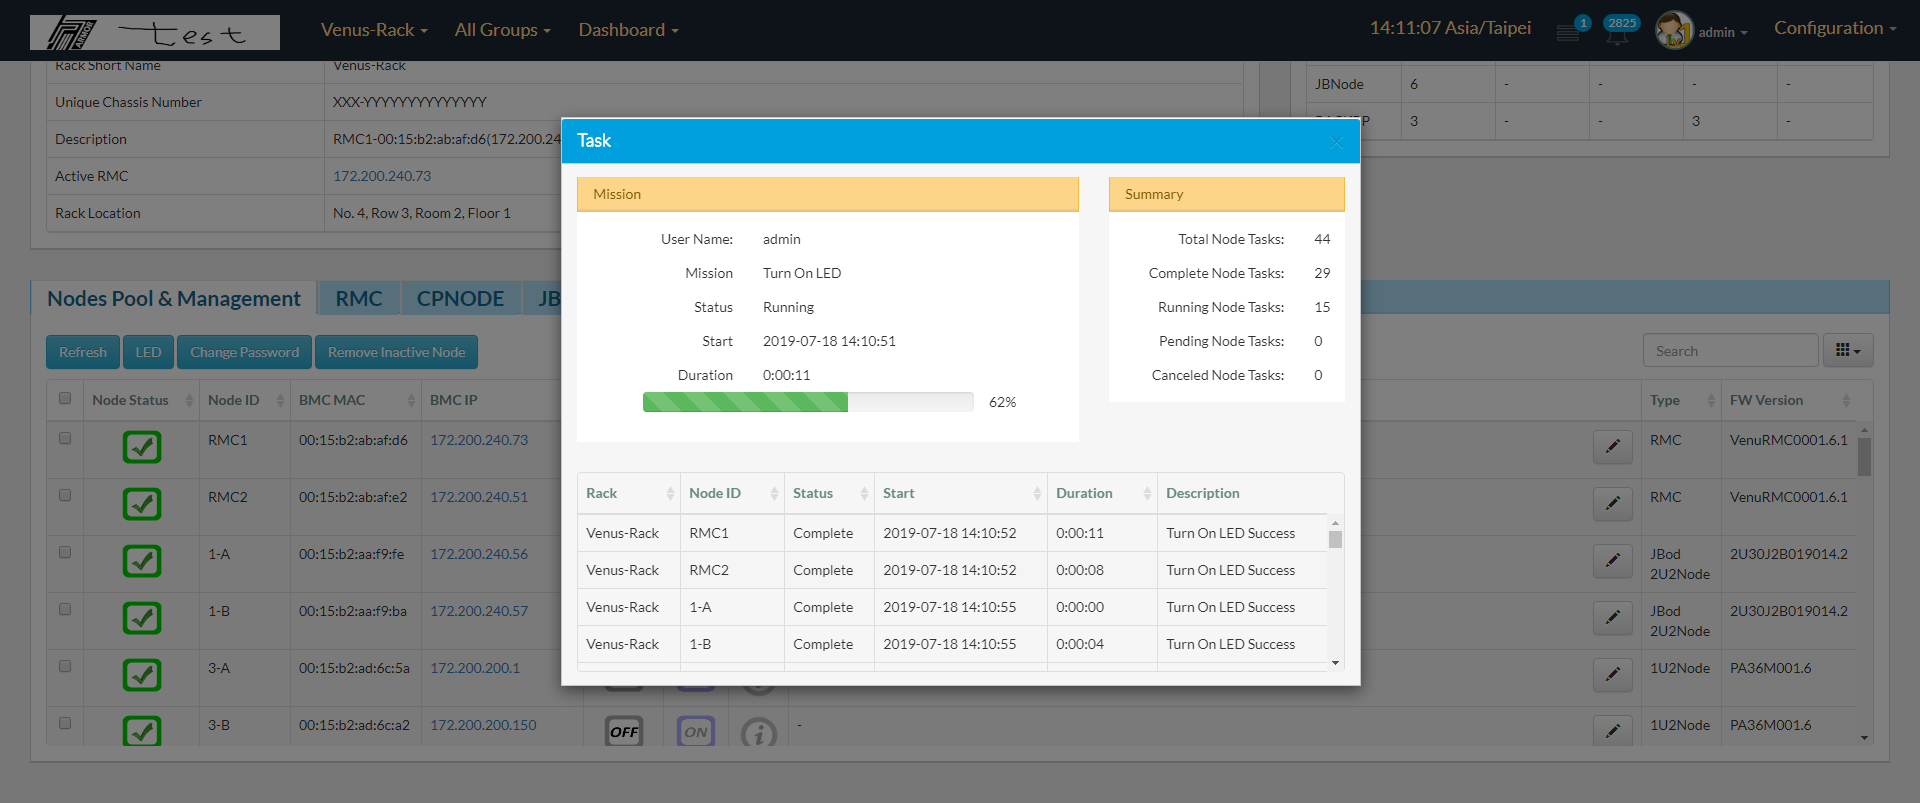 ARMOR test Venus-Rack All Groups Dashboard 14:11:07 Asia/Taipei 1 2825 admin Configuration
Rack Short Name Venus-Rack
Unique Chassis Number XXX-YYYYYYYYYYYYYY
Description RMC1-00:15:b2:ab:af:d6(172.200.24
Active RMC 172.200.240.73
Rack Location No. 4, Row 3, Room 2, Floor 1
JBNode 6 - - - -
3 - - 3 -
Task
Mission
User Name: admin
Mission Turn On LED
Status Running
Start 2019-07-18 14:10:51
Duration 0:00:11
62%
Summary
Total Node Tasks: 44
Complete Node Tasks: 29
Running Node Tasks: 15
Pending Node Tasks: 0
Canceled Node Tasks: 0
Rack Node ID Status Start Duration Description
Venus-Rack RMC1 Complete 2019-07-18 14:10:52 0:00:11 Turn On LED Success
Venus-Rack RMC2 Complete 2019-07-18 14:10:52 0:00:08 Turn On LED Success
Venus-Rack 1-A Complete 2019-07-18 14:10:55 0:00:00 Turn On LED Success
Venus-Rack 1-B Complete 2019-07-18 14:10:55 0:00:04 Turn On LED Success
Nodes Pool & Management RMC CPNODE JB
Refresh LED Change Password Remove Inactive Node Search
Node Status Node ID BMC MAC BMC IP Type FW Version
RMC1 00:15:b2:ab:af:d6 172.200.240.73 RMC VenuRMC0001.6.1
RMC2 00:15:b2:ab:af:e2 172.200.240.51 RMC VenuRMC0001.6.1
1-A 00:15:b2:aa:f9:fe 172.200.240.56 JBod 2U30J2B019014.2
2U2Node
1-B 00:15:b2:aa:f9:ba 172.200.240.57 JBod 2U30J2B019014.2
2U2Node
3-A 00:15:b2:ad:6c:5a 172.200.200.1 1U2Node PA36M001.6
3-B 00:15:b2:ad:6c:a2 172.200.200.150 OFF ON i - 1U2Node PA36M001.6